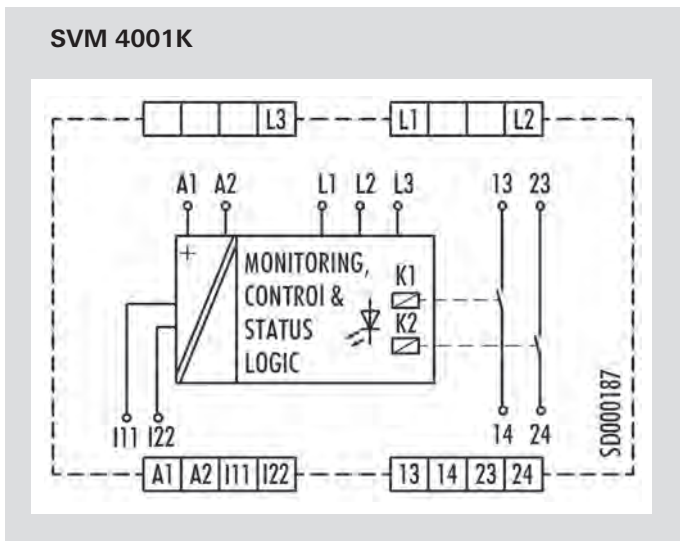 SVM 4001K
L3 L1 L2
A1 A2 L1 L2 L3 13 23
+
MONITORING,
CONTROl &
STATUS
LOGIC
K1
K2
I11 I22 14 24
A1 A2 I11 I22 13 14 23 24
SD000187